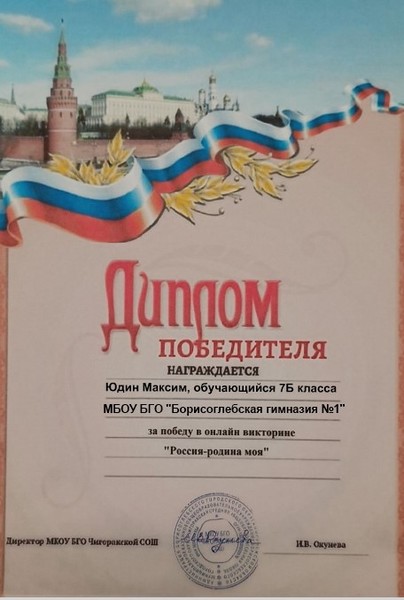 Диплом
ПОБЕДИТЕЛЯ
НАГРАЖДАЕТСЯ
Юдин Максим, обучающийся 7Б класса
МБОУ БГО "Борисоглебская гимназия №1"
за победу в онлайн викторине
"Россия-родина моя"
Директор МКОУ БГО Чигоракской СОШ
И.В. Окунева